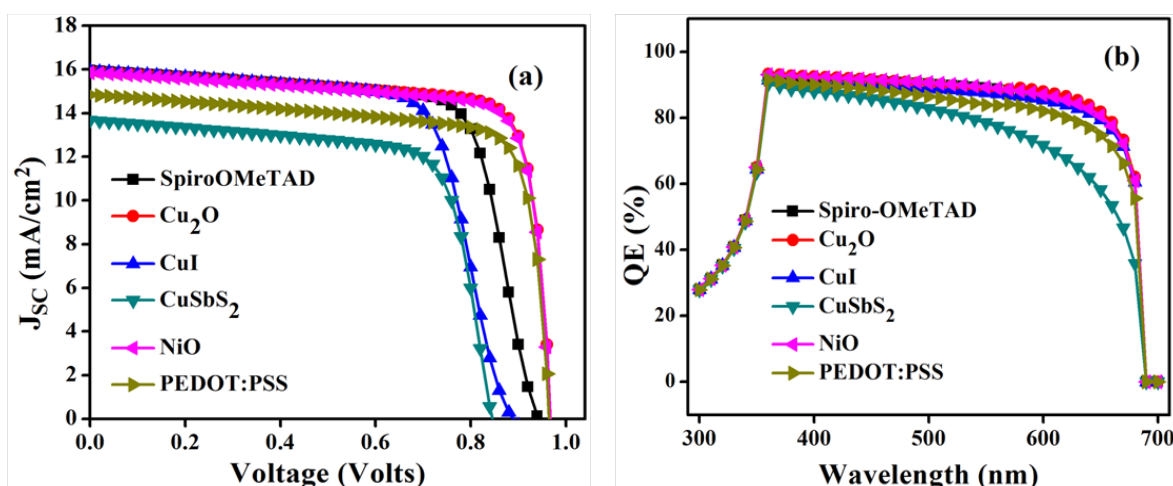 18
16
14
12
10
8
6
4
2
0
J_SC (mA/cm²)
(a)
SpiroOMeTAD
Cu₂O
CuI
CuSbS₂
NiO
PEDOT:PSS
0.0 0.2 0.4 0.6 0.8 1.0
Voltage (Volts)
100
80
60
40
20
0
QE (%)
(b)
Spiro-OMeTAD
Cu₂O
CuI
CuSbS₂
NiO
PEDOT:PSS
300 400 500 600 700
Wavelength (nm)